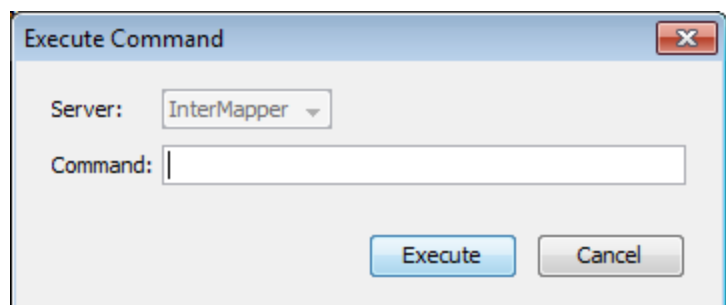 Execute Command
Server: InterMapper
Command:
Execute Cancel